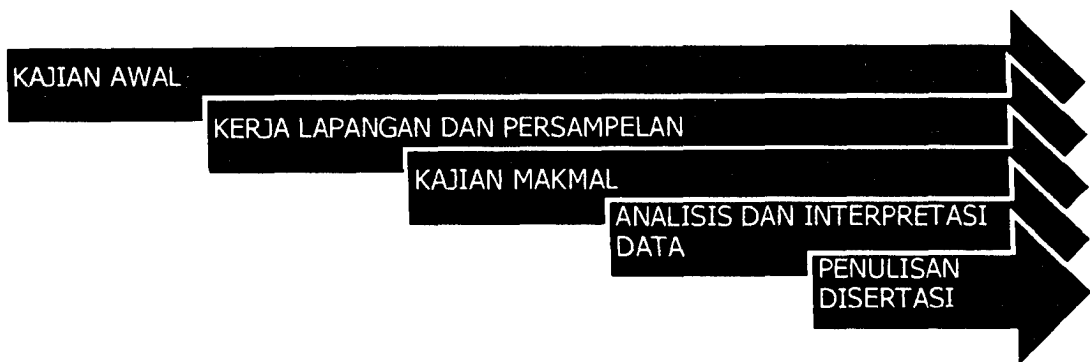 KAJIAN AWAL
KERJA LAPANGAN DAN PERSAMPELAN
KAJIAN MAKMAL
ANALISIS DAN INTERPRETASI
DATA
PENULISAN
DISERTASI